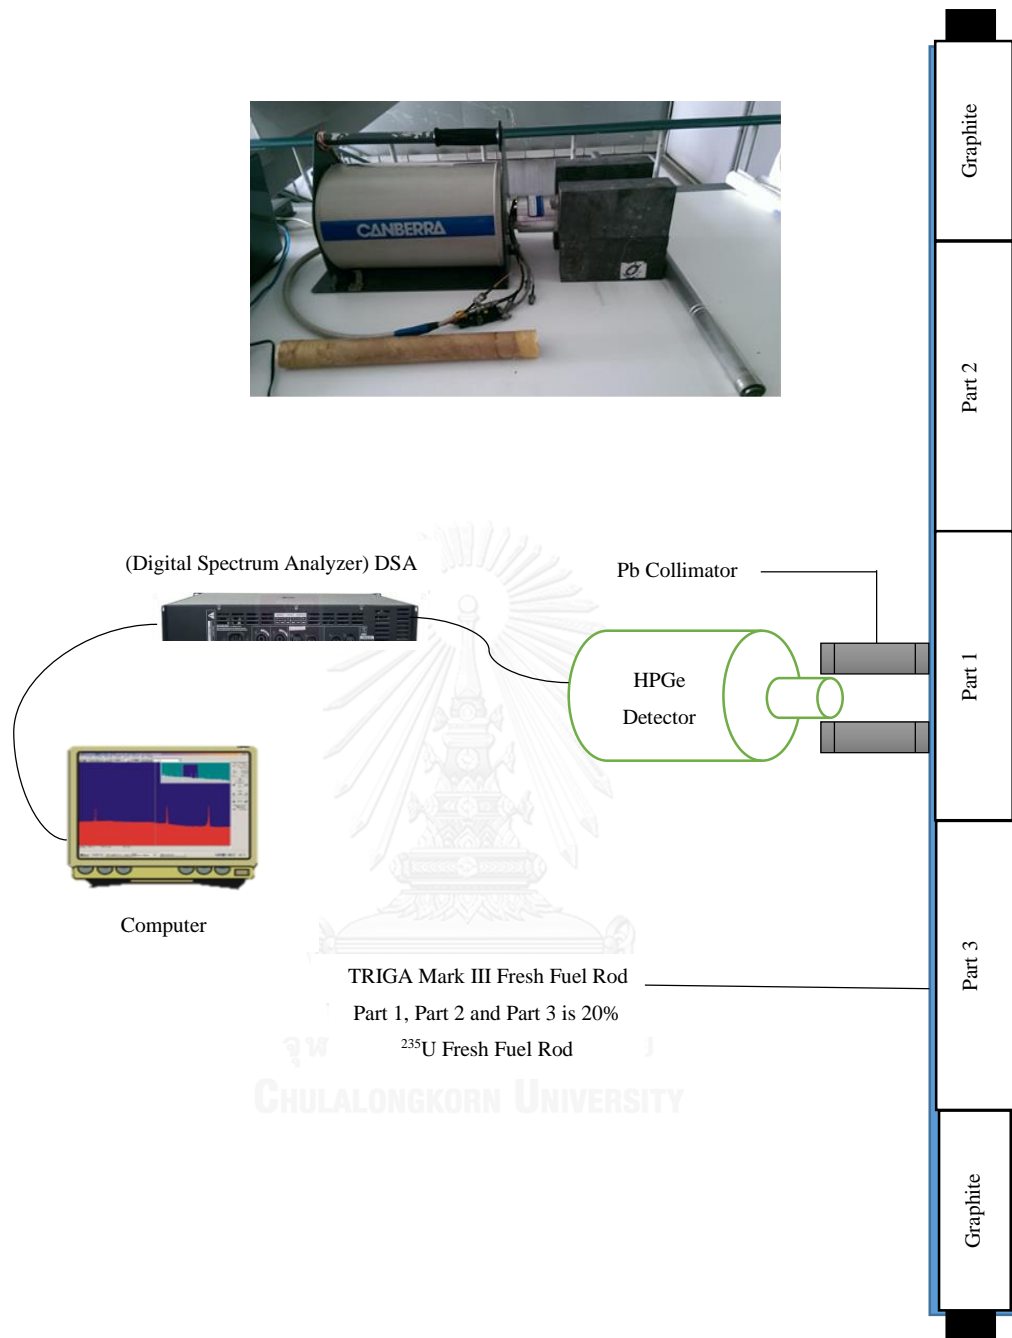 Graphite
CANBERRA
Part 2
(Digital Spectrum Analyzer) DSA
Pb Collimator
HPGe
Detector
Part 1
Computer
Part 3
TRIGA Mark III Fresh Fuel Rod
Part 1, Part 2 and Part 3 is 20%
²³⁵U Fresh Fuel Rod
CHULALONGKORN UNIVERSITY
Graphite